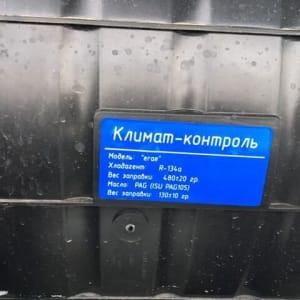 Климат-контроль
Модель: "егав"
Хладагент: R-134a
Вес заправки: 480±20 гр.
Масло: PAG (ISU PAG105)
Вес заправки: 130±10 гр.